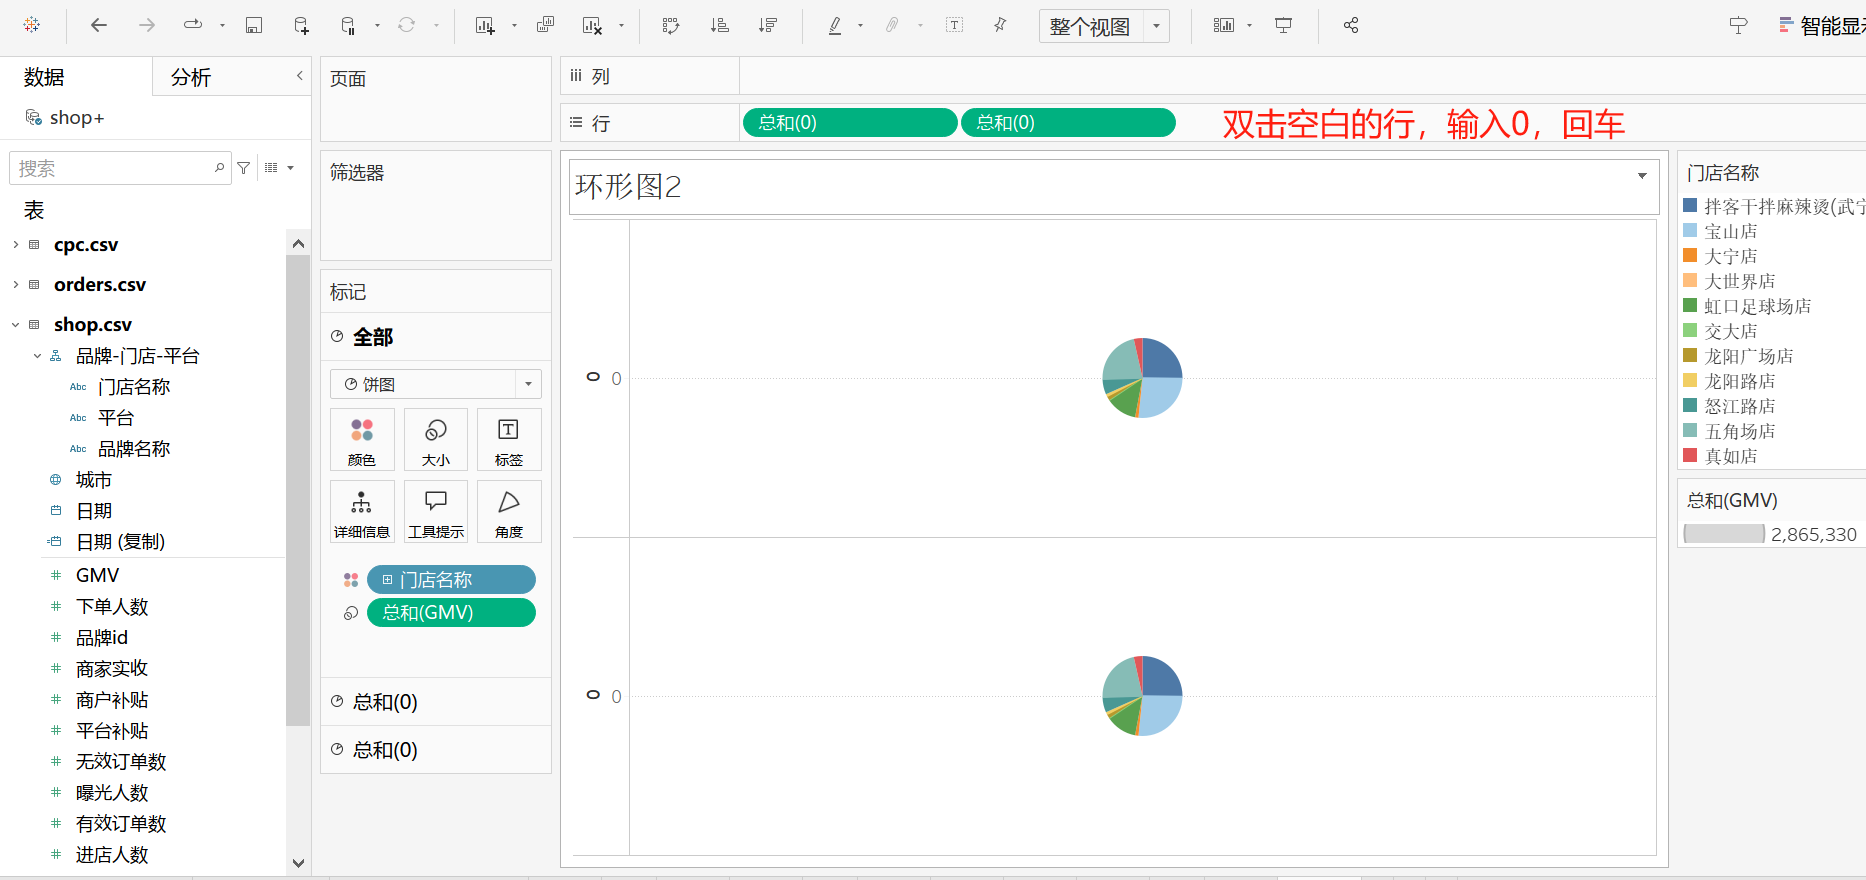 整个视图
智能显
数据
分析
shop+
搜索
表
cpc.csv
orders.csv
shop.csv
品牌-门店-平台
Abc 门店名称
Abc 平台
Abc 品牌名称
城市
日期
日期 (复制)
GMV
下单人数
品牌id
商家实收
商户补贴
平台补贴
无效订单数
曝光人数
有效订单数
进店人数
页面
筛选器
标记
全部
饼图
颜色
大小
标签
详细信息
工具提示
角度
门店名称
总和(GMV)
总和(0)
总和(0)
列
行
总和(0)
总和(0)
双击空白的行，输入0，回车
环形图2
0
0
0
0
门店名称
拌客干拌麻辣烫(武宁
宝山店
大宁店
大世界店
虹口足球场店
交大店
龙阳广场店
龙阳路店
怒江路店
五角场店
真如店
总和(GMV)
2,865,330